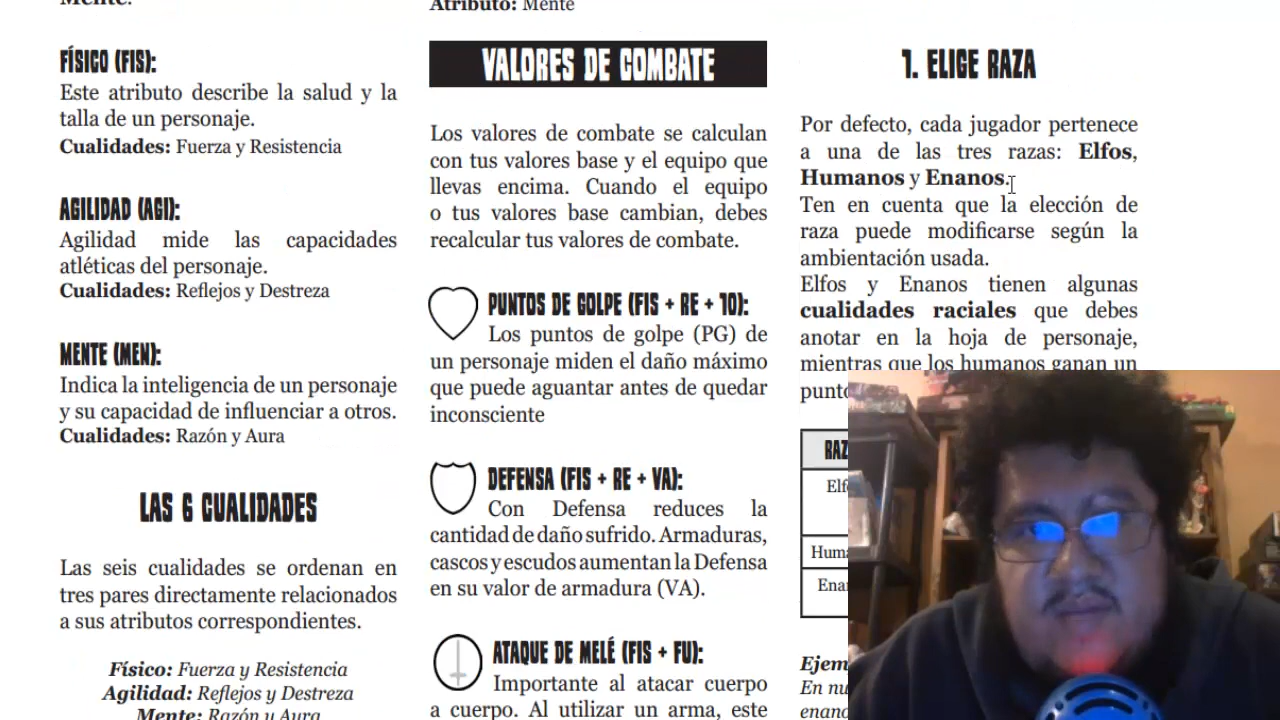 Mente.
FÍSICO (FIS):
Este atributo describe la salud y la
talla de un personaje.
Cualidades: Fuerza y Resistencia
AGILIDAD (AGI):
Agilidad mide las capacidades
atléticas del personaje.
Cualidades: Reflejos y Destreza
MENTE (MEN):
Indica la inteligencia de un personaje
y su capacidad de influenciar a otros.
Cualidades: Razón y Aura
LAS 6 CUALIDADES
Las seis cualidades se ordenan en
tres pares directamente relacionados
a sus atributos correspondientes.
Físico: Fuerza y Resistencia
Agilidad: Reflejos y Destreza
Mente: Razón y Aura
Atributo: Mente
VALORES DE COMBATE
Los valores de combate se calculan
con tus valores base y el equipo que
llevas encima. Cuando el equipo
o tus valores base cambian, debes
recalcular tus valores de combate.
PUNTOS DE GOLPE (FIS + RE + 10):
Los puntos de golpe (PG) de
un personaje miden el daño máximo
que puede aguantar antes de quedar
inconsciente
DEFENSA (FIS + RE + VA):
Con Defensa reduces la
cantidad de daño sufrido. Armaduras,
cascos y escudos aumentan la Defensa
en su valor de armadura (VA).
ATAQUE DE MELÉ (FIS + FU):
Importante al atacar cuerpo
a cuerpo. Al utilizar un arma, este
1. ELIGE RAZA
Por defecto, cada jugador pertenece
a una de las tres razas: Elfos,
Humanos y Enanos.
Ten en cuenta que la elección de
raza puede modificarse según la
ambientación usada.
Elfos y Enanos tienen algunas
cualidades raciales que debes
anotar en la hoja de personaje,
mientras que los humanos ganan un